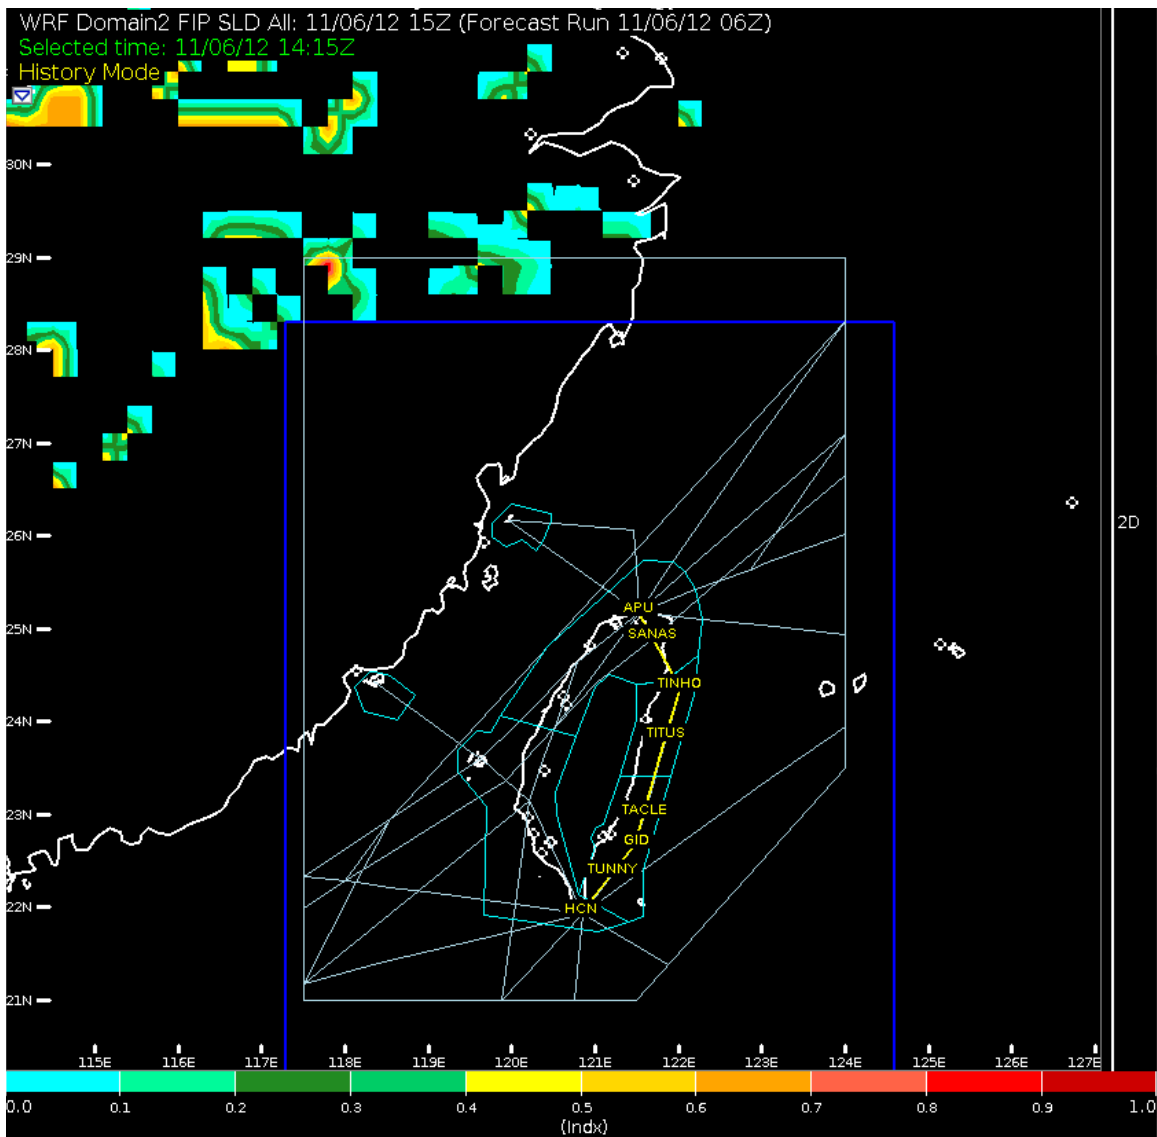 WRF Domain2 FIP SLD All: 11/06/12 15Z (Forecast Run 11/06/12 06Z)
Selected time: 11/06/12 14:15Z
History Mode
30N
29N
28N
27N
26N
25N
24N
23N
22N
21N
2D
APU
SANAS
TINHO
TITUS
TACLE
GID
TUNNY
HCN
115E 116E 117E 118E 119E 120E 121E 122E 123E 124E 125E 126E 127E
0.0 0.1 0.2 0.3 0.4 0.5 0.6 0.7 0.8 0.9 1.0
(Indx)